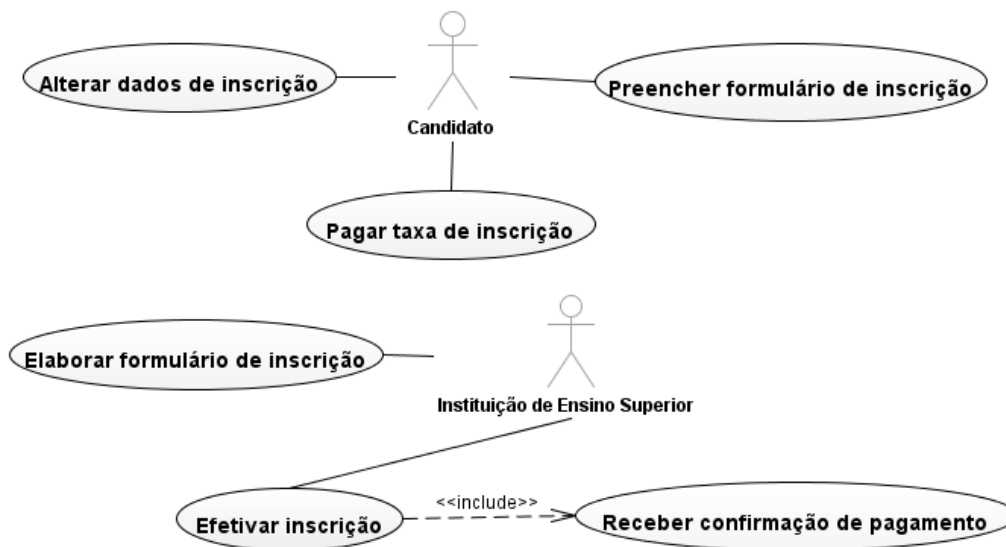 Alterar dados de inscrição
Preencher formulário de inscrição
Candidato
Pagar taxa de inscrição
Elaborar formulário de inscrição
Instituição de Ensino Superior
<<include>>
Efetivar inscrição
Receber confirmação de pagamento